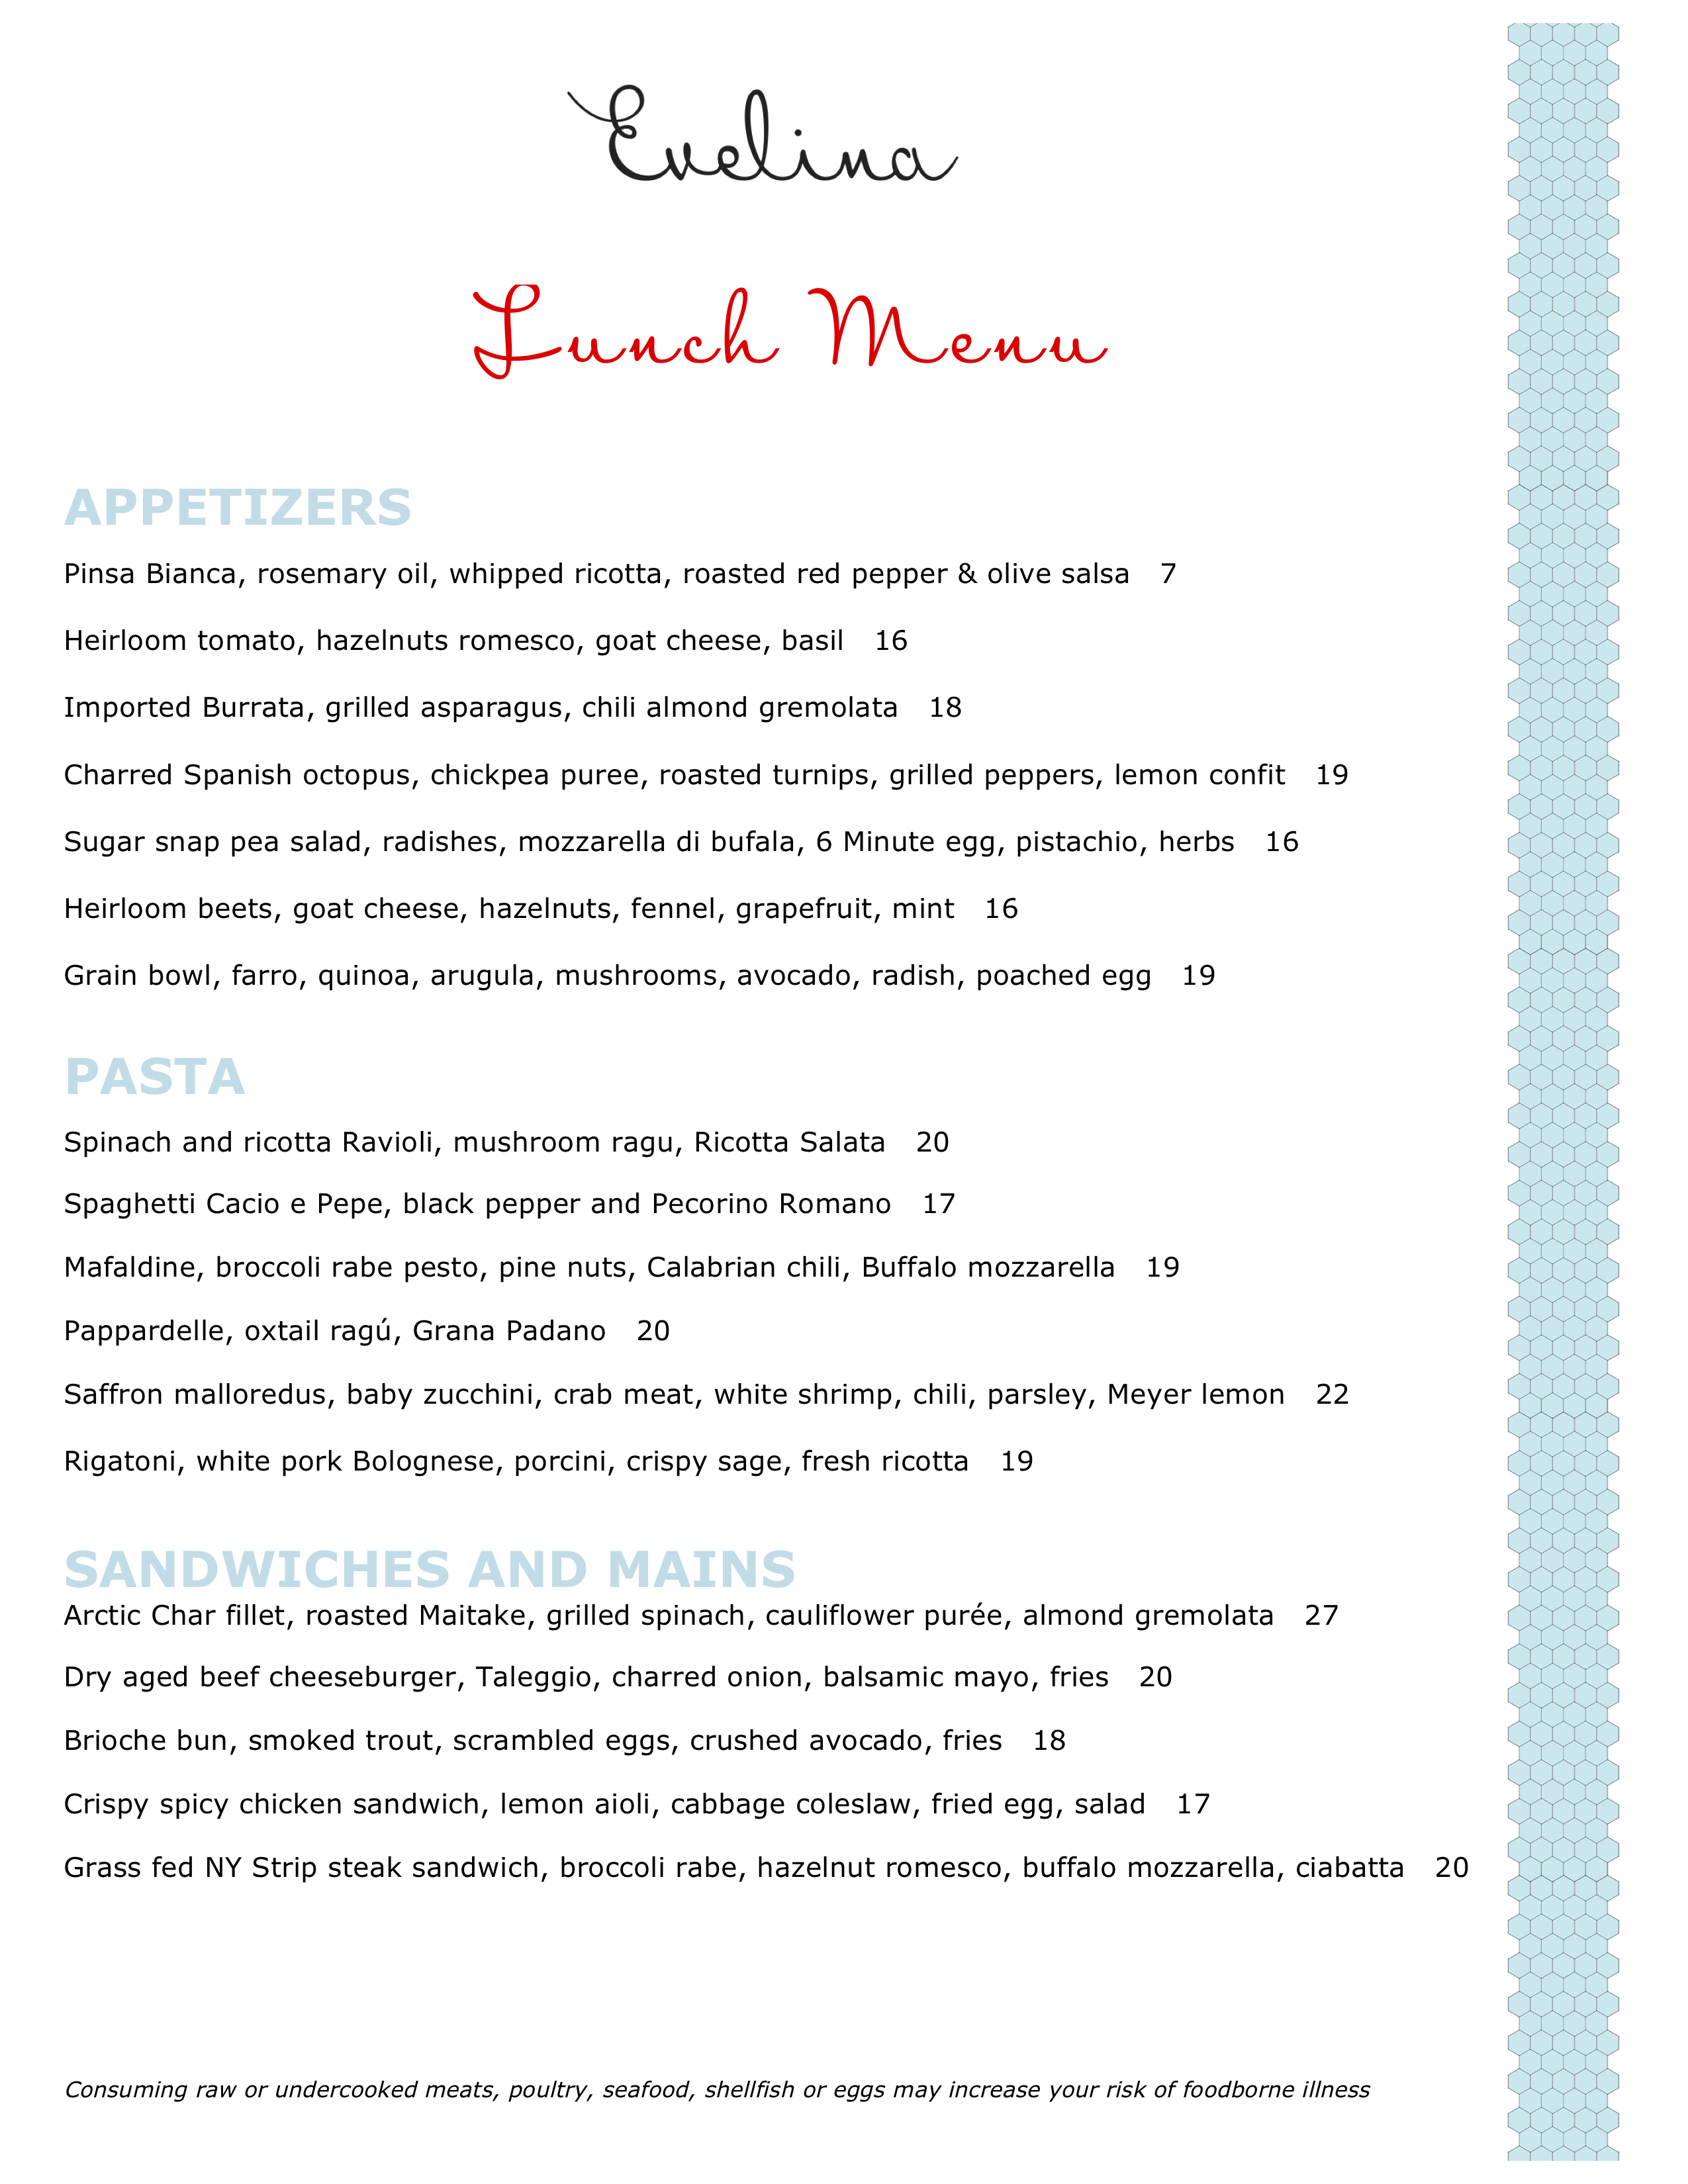 Evelina
Lunch Menu
APPETIZERS
Pinsa Bianca, rosemary oil, whipped ricotta, roasted red pepper & olive salsa 7
Heirloom tomato, hazelnuts romesco, goat cheese, basil 16
Imported Burrata, grilled asparagus, chili almond gremolata 18
Charred Spanish octopus, chickpea puree, roasted turnips, grilled peppers, lemon confit 19
Sugar snap pea salad, radishes, mozzarella di bufala, 6 Minute egg, pistachio, herbs 16
Heirloom beets, goat cheese, hazelnuts, fennel, grapefruit, mint 16
Grain bowl, farro, quinoa, arugula, mushrooms, avocado, radish, poached egg 19
PASTA
Spinach and ricotta Ravioli, mushroom ragu, Ricotta Salata 20
Spaghetti Cacio e Pepe, black pepper and Pecorino Romano 17
Mafaldine, broccoli rabe pesto, pine nuts, Calabrian chili, Buffalo mozzarella 19
Pappardelle, oxtail ragú, Grana Padano 20
Saffron malloredus, baby zucchini, crab meat, white shrimp, chili, parsley, Meyer lemon 22
Rigatoni, white pork Bolognese, porcini, crispy sage, fresh ricotta 19
SANDWICHES AND MAINS
Arctic Char fillet, roasted Maitake, grilled spinach, cauliflower purée, almond gremolata 27
Dry aged beef cheeseburger, Taleggio, charred onion, balsamic mayo, fries 20
Brioche bun, smoked trout, scrambled eggs, crushed avocado, fries 18
Crispy spicy chicken sandwich, lemon aioli, cabbage coleslaw, fried egg, salad 17
Grass fed NY Strip steak sandwich, broccoli rabe, hazelnut romesco, buffalo mozzarella, ciabatta 20
Consuming raw or undercooked meats, poultry, seafood, shellfish or eggs may increase your risk of foodborne illness